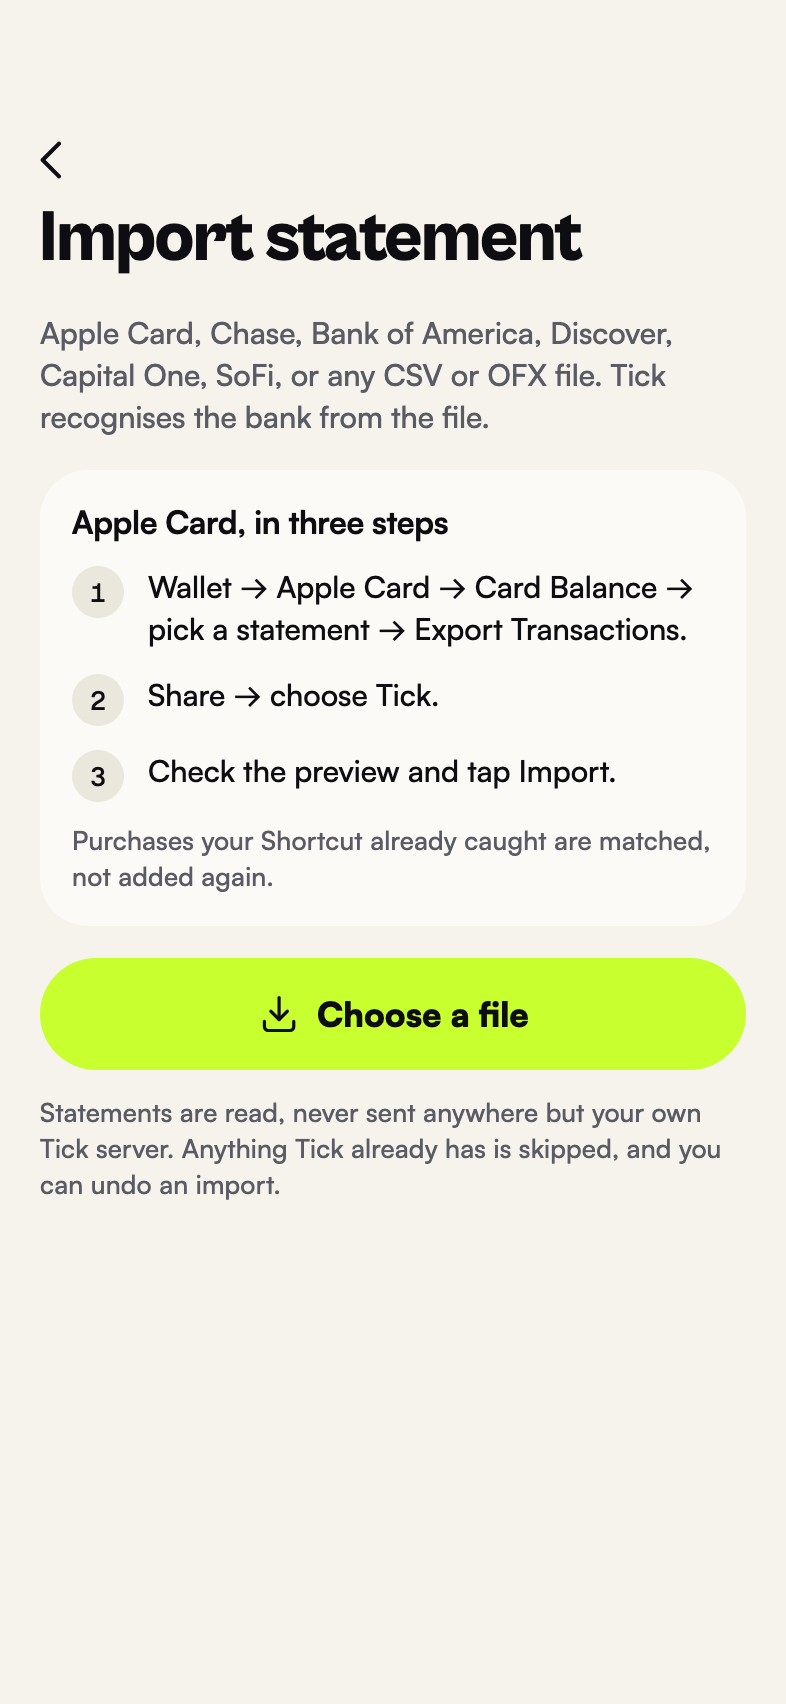 Import statement
Apple Card, Chase, Bank of America, Discover,
Capital One, SoFi, or any CSV or OFX file. Tick
recognises the bank from the file.
Apple Card, in three steps
1 Wallet → Apple Card → Card Balance →
pick a statement → Export Transactions.
2 Share → choose Tick.
3 Check the preview and tap Import.
Purchases your Shortcut already caught are matched,
not added again.
Choose a file
Statements are read, never sent anywhere but your own
Tick server. Anything Tick already has is skipped, and you
can undo an import.